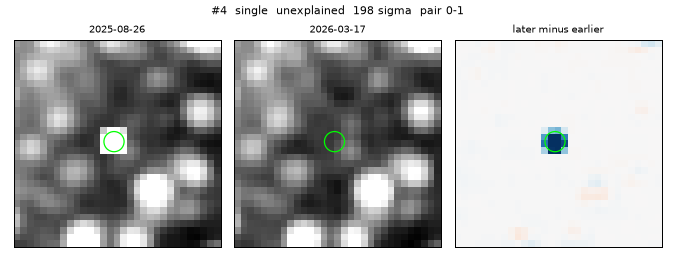 #4 single unexplained 198 sigma pair 0-1
2025-08-26
2026-03-17
later minus earlier